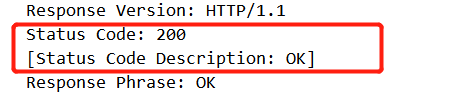 Response Version: HTTP/1.1
Status Code: 200
[Status Code Description: OK]
Response Phrase: OK